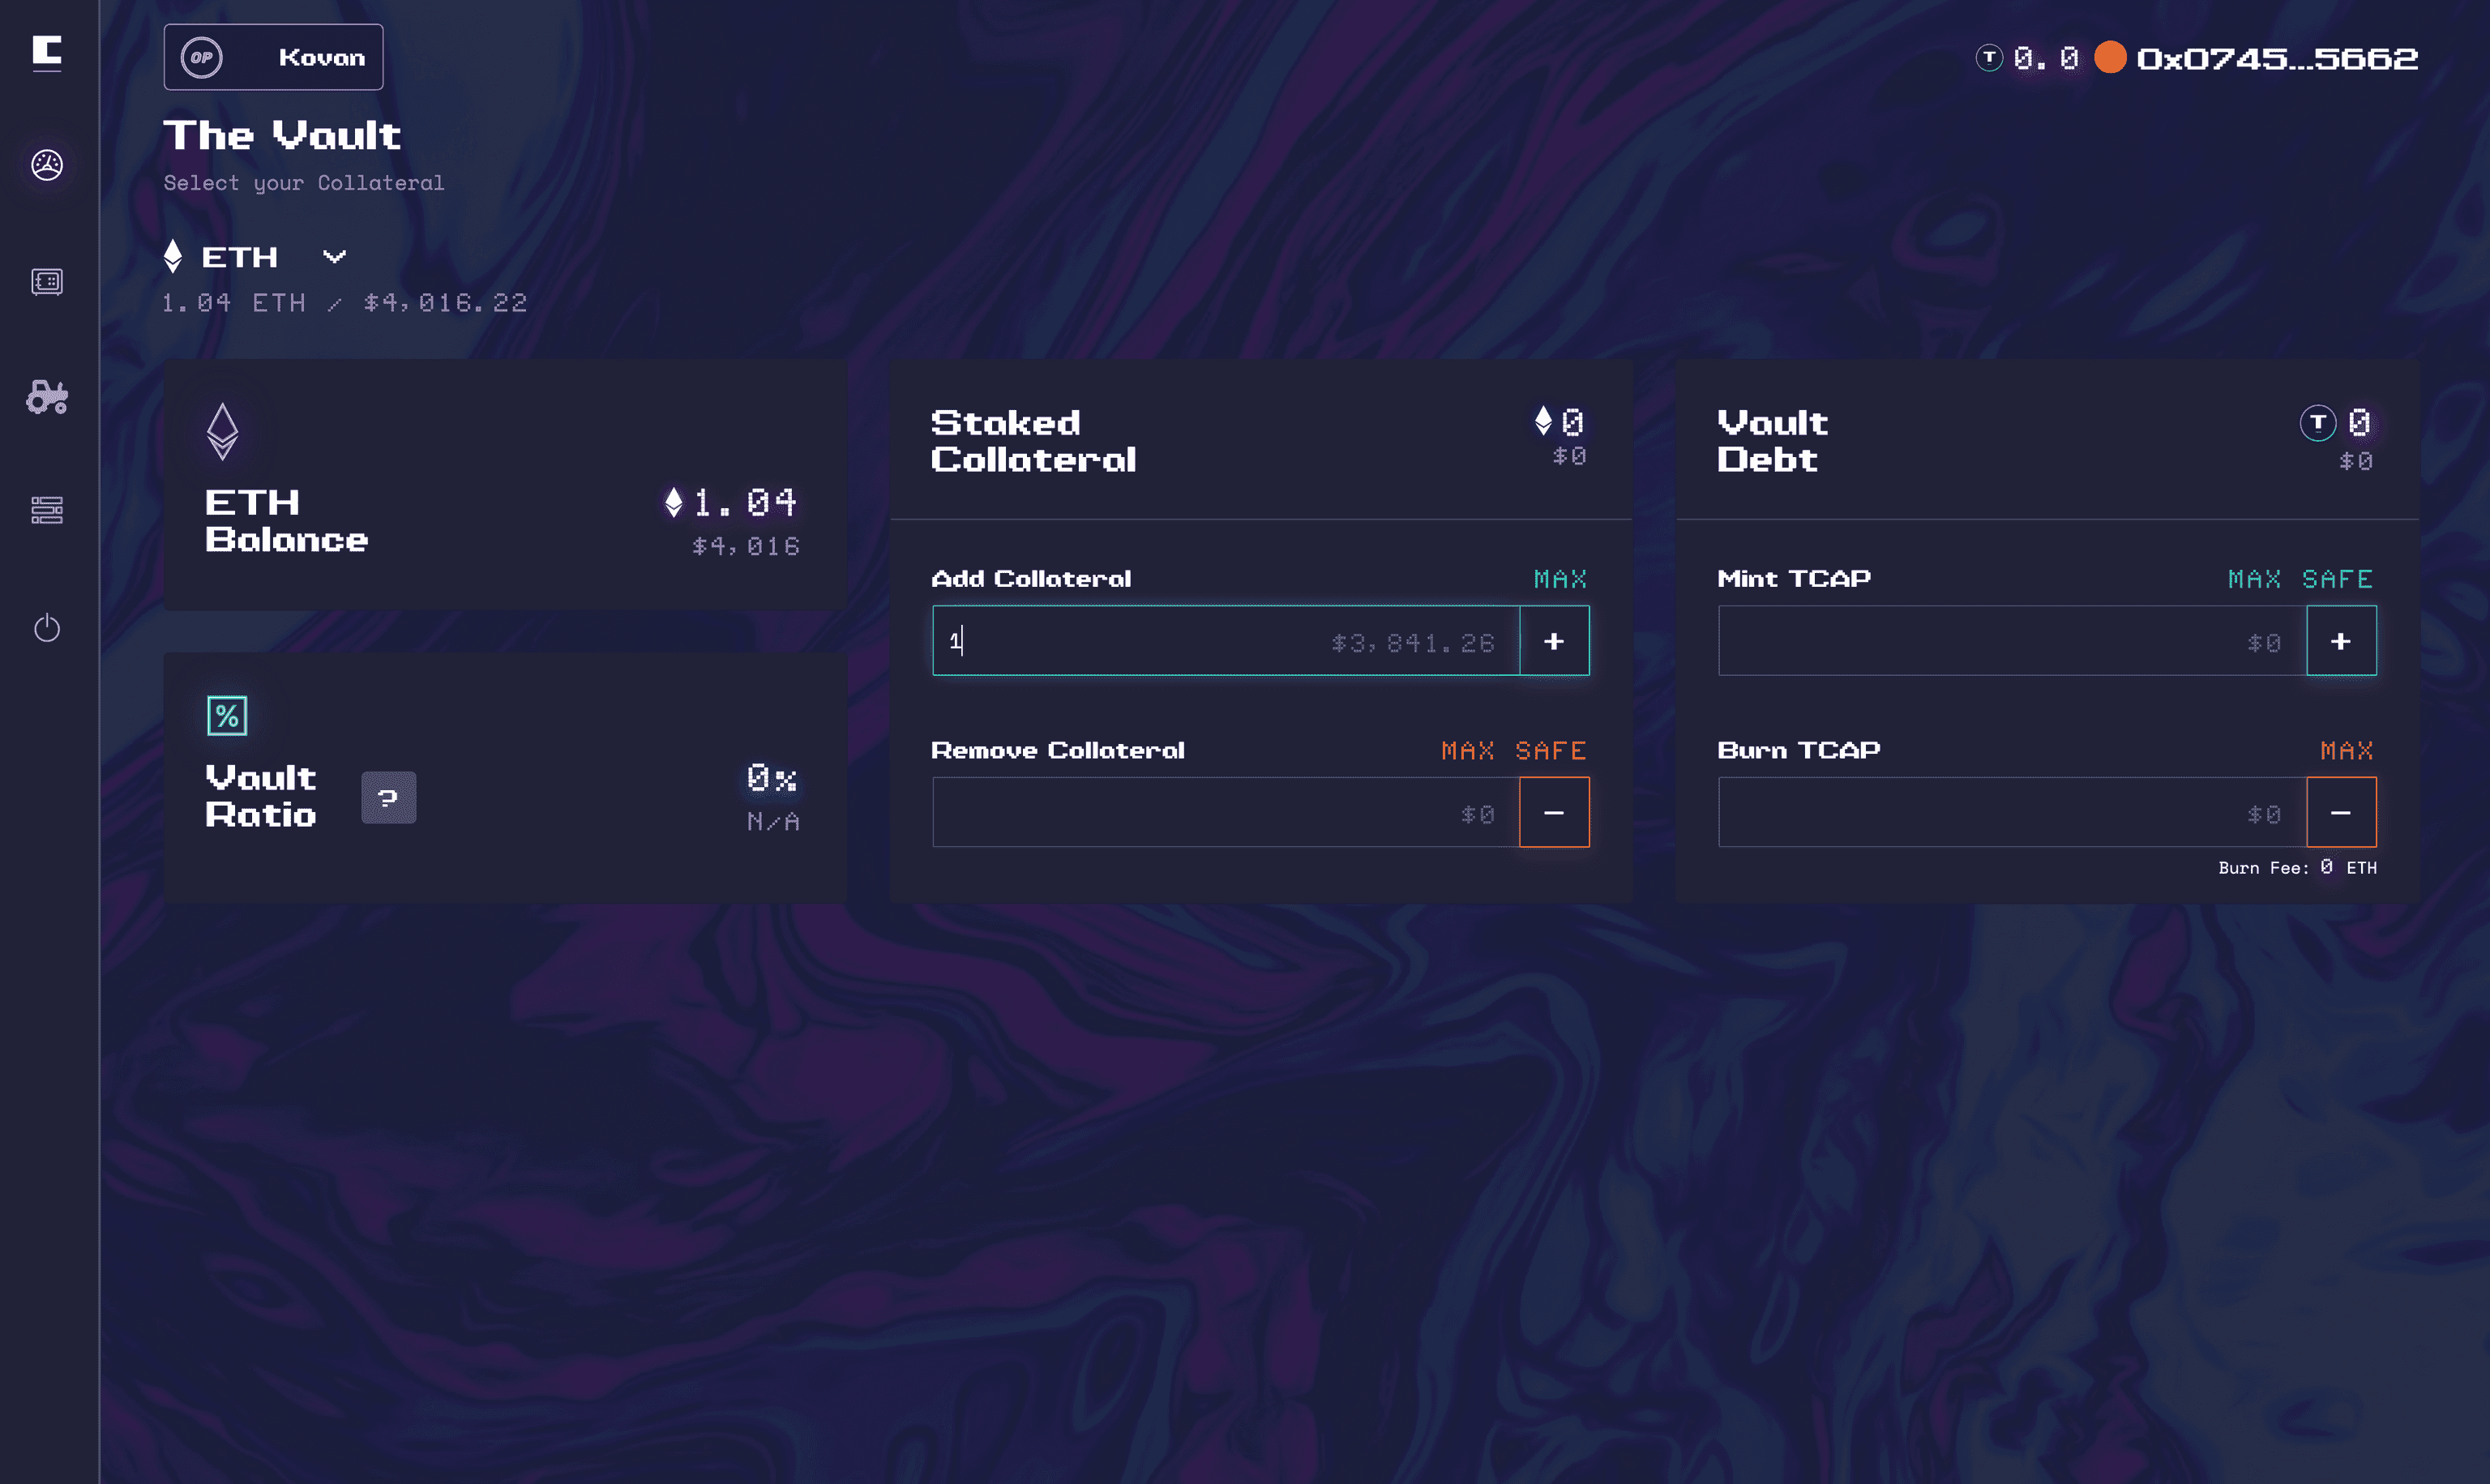 C
OP Kovan
T 0.0 0x0745...5662
The Vault
Select your Collateral
ETH
1.04 ETH / $4,016.22
ETH
Balance
1.04
$4,016
%
Vault
Ratio
?
0%
N/A
Staked
Collateral
0
$0
Add Collateral MAX
1 $3,841.26 +
Remove Collateral MAX SAFE
$0 −
Vault
Debt
T 0
$0
Mint TCAP MAX SAFE
$0 +
Burn TCAP MAX
$0 −
Burn Fee: 0 ETH